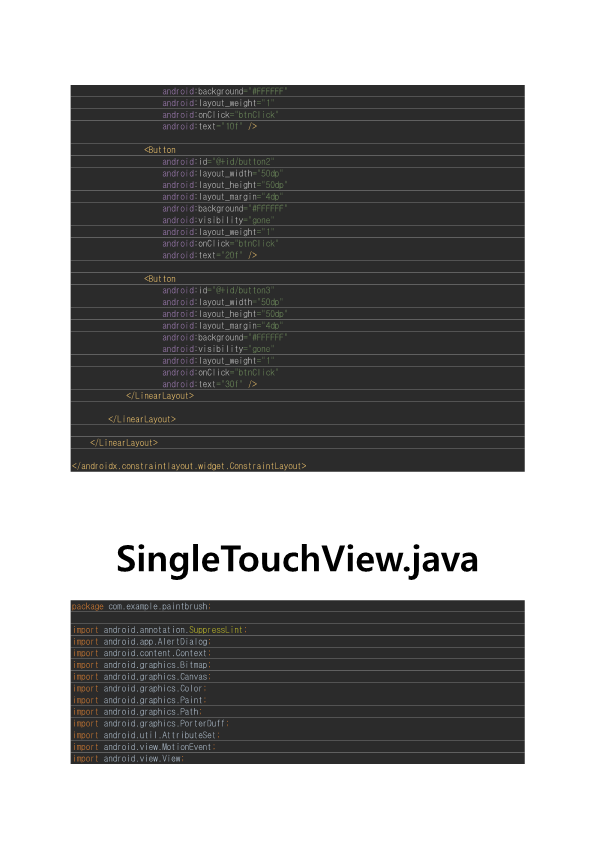 android:background="#FFFFFF"
android:layout_weight="1"
android:onClick="btnClick"
android:text="10f" />
<Button
android:id="@+id/button2"
android:layout_width="50dp"
android:layout_height="50dp"
android:layout_margin="4dp"
android:background="#FFFFFF"
android:visibility="gone"
android:layout_weight="1"
android:onClick="btnClick"
android:text="20f" />
<Button
android:id="@+id/button3"
android:layout_width="50dp"
android:layout_height="50dp"
android:layout_margin="4dp"
android:background="#FFFFFF"
android:visibility="gone"
android:layout_weight="1"
android:onClick="btnClick"
android:text="30f" />
</LinearLayout>
</LinearLayout>
</LinearLayout>
</androidx.constraintlayout.widget.ConstraintLayout>
SingleTouchView.java
package com.example.paintbrush;
import android.annotation.SuppressLint;
import android.app.AlertDialog;
import android.content.Context;
import android.graphics.Bitmap;
import android.graphics.Canvas;
import android.graphics.Color;
import android.graphics.Paint;
import android.graphics.Path;
import android.graphics.PorterDuff;
import android.util.AttributeSet;
import android.view.MotionEvent;
import android.view.View;